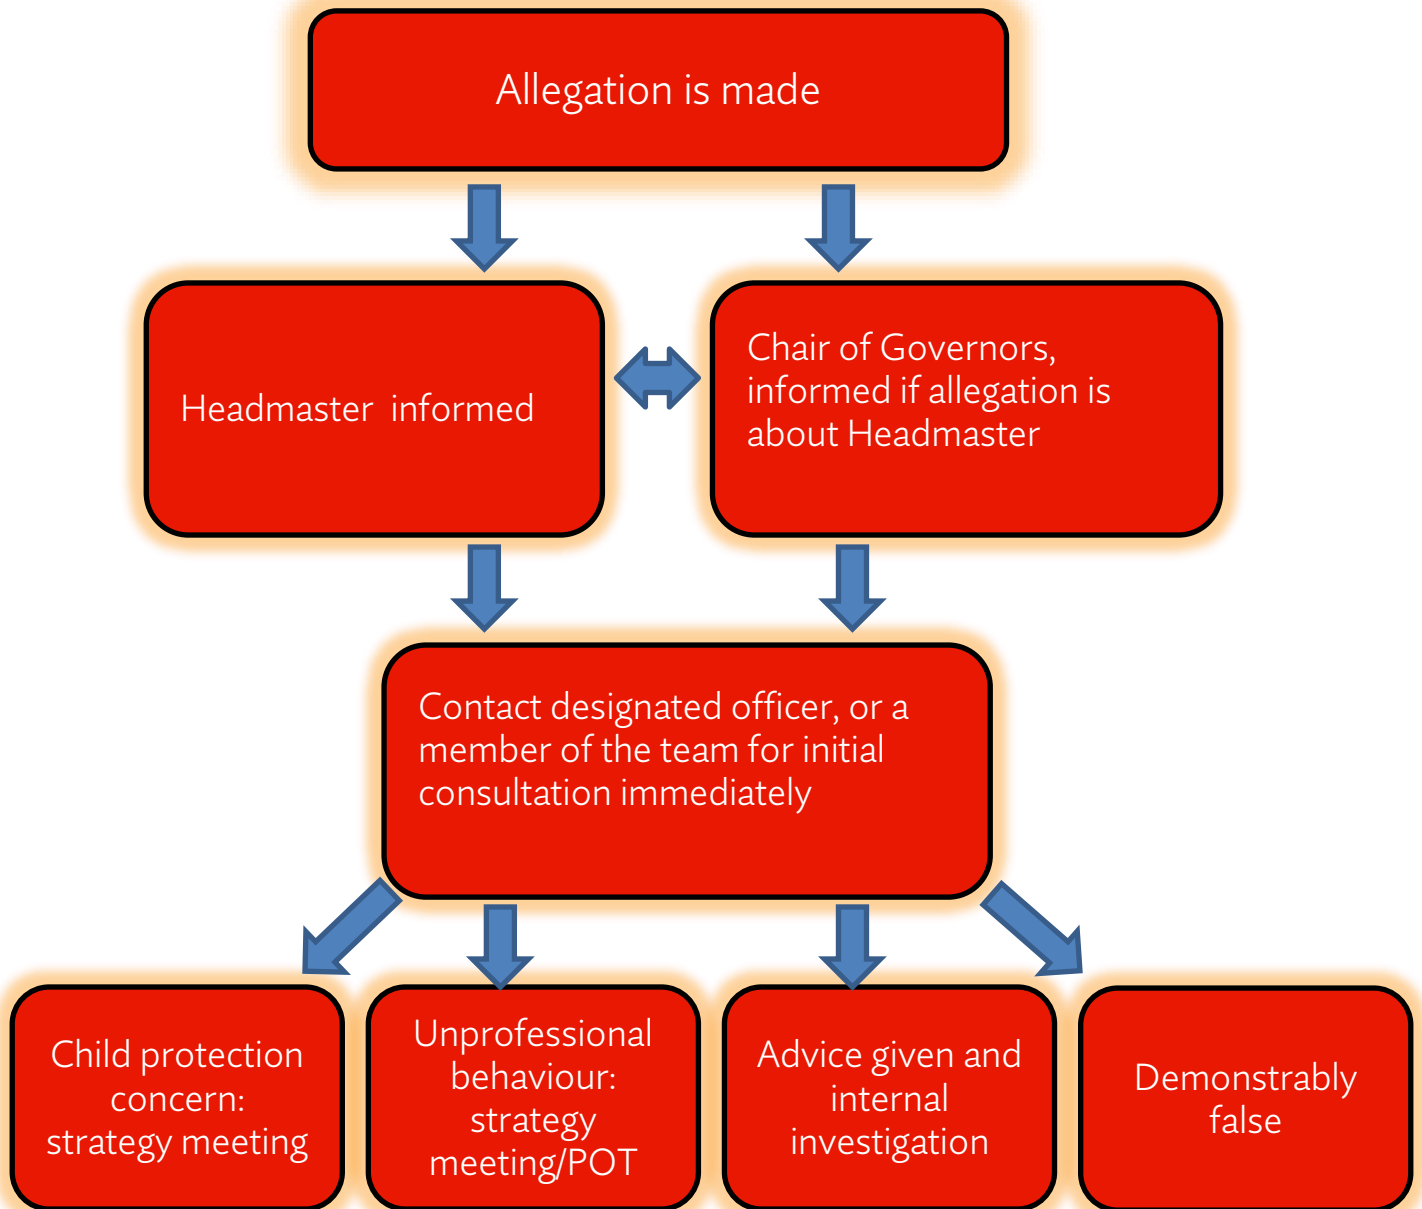 Allegation is made
Headmaster  informed
Chair of Governors,
informed if allegation is
about Headmaster
Contact designated officer, or a
member of the team for initial
consultation immediately
Child protection
concern:
strategy meeting
Unprofessional
behaviour:
strategy
meeting/POT
Advice given and
internal
investigation
Demonstrably
false